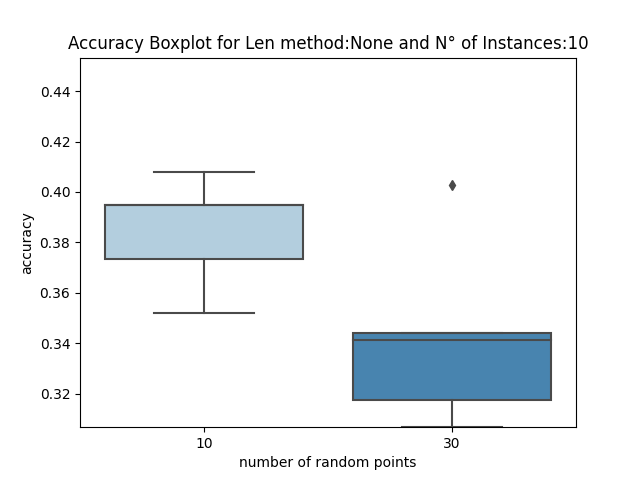 Accuracy Boxplot for Len method:None and N° of Instances:10
0.44
0.42
0.40
0.38
0.36
0.34
0.32
accuracy
10 30
number of random points